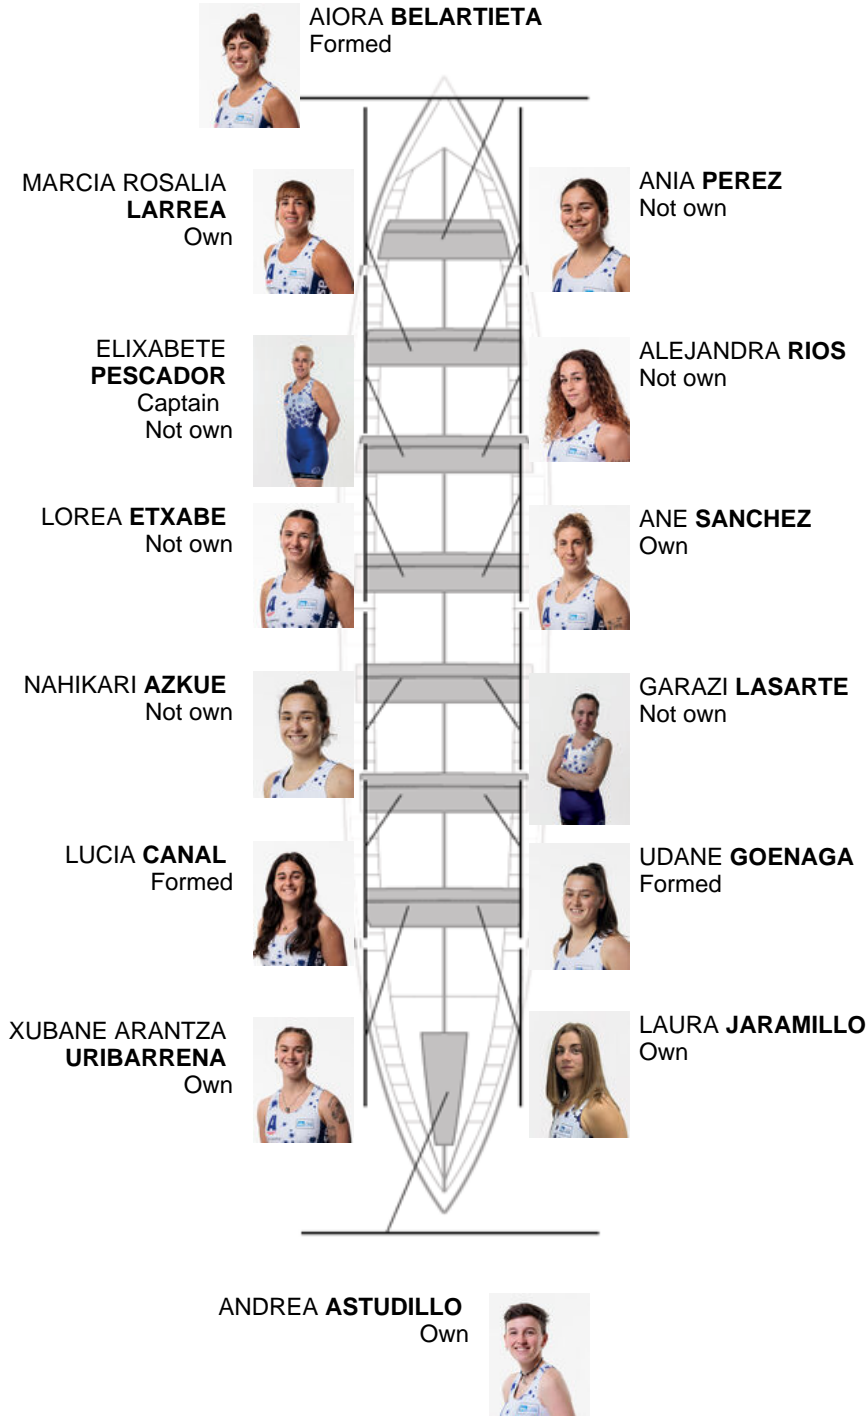 AIORA BELARTIETA
Formed
MARCIA ROSALIA
LARREA
Own
ANIA PEREZ
Not own
ELIXABETE
PESCADOR
Captain
Not own
ALEJANDRA RIOS
Not own
LOREA ETXABE
Not own
ANE SANCHEZ
Own
NAHIKARI AZKUE
Not own
GARAZI LASARTE
Not own
LUCIA CANAL
Formed
UDANE GOENAGA
Formed
XUBANE ARANTZA
URIBARRENA
Own
LAURA JARAMILLO
Own
ANDREA ASTUDILLO
Own